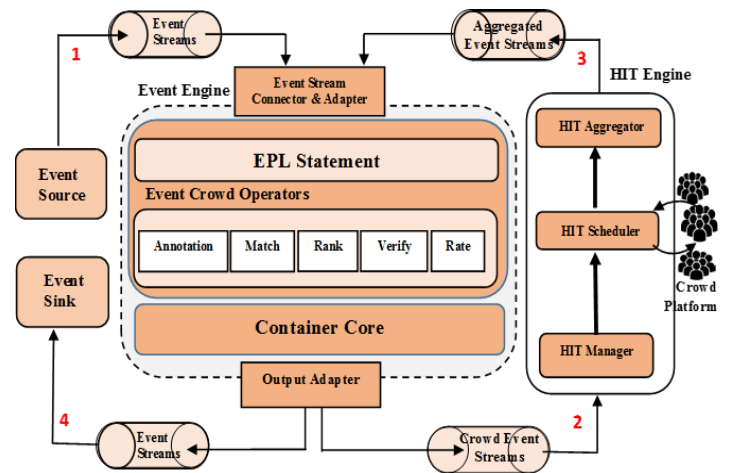 1
Event
Streams
Aggregated
Event Streams
3
HIT Engine
Event Engine
Event Stream
Connector & Adapter
HIT Aggregator
EPL Statement
Event
Source
Event Crowd Operators
Annotation
Match
Rank
Verify
Rate
HIT Scheduler
Crowd
Platform
Event
Sink
Container Core
HIT Manager
Output Adapter
4
Event
Streams
Crowd Event
Streams
2